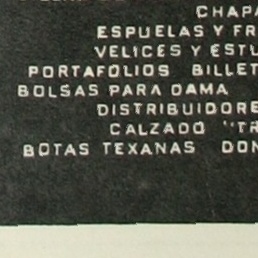 CHAPA
ESPUELAS Y FR
VELICES Y ESTU
PORTAFOLIOS BILLET
BOLSAS PARA DAMA
DISTRIBUIDORE
CALZADO "TR
BOTAS TEXANAS DON